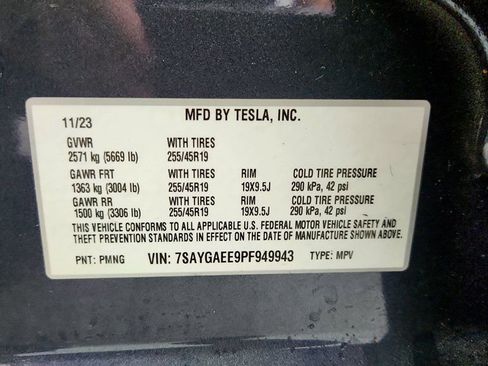 11/23 MFD BY TESLA, INC.
GVWR WITH TIRES
2571 kg (5669 lb) 255/45R19
GAWR FRT WITH TIRES RIM COLD TIRE PRESSURE
1363 kg (3004 lb) 255/45R19 19X9.5J 290 kPa, 42 psi
GAWR RR WITH TIRES RIM COLD TIRE PRESSURE
1500 kg (3306 lb) 255/45R19 19X9.5J 290 kPa, 42 psi
THIS VEHICLE CONFORMS TO ALL APPLICABLE U.S. FEDERAL MOTOR VEHICLE SAFETY AND
THEFT PREVENTION STANDARDS IN EFFECT ON THE DATE OF MANUFACTURE SHOWN ABOVE.
PNT: PMNG VIN: 7SAYGAEE9PF949943 TYPE: MPV